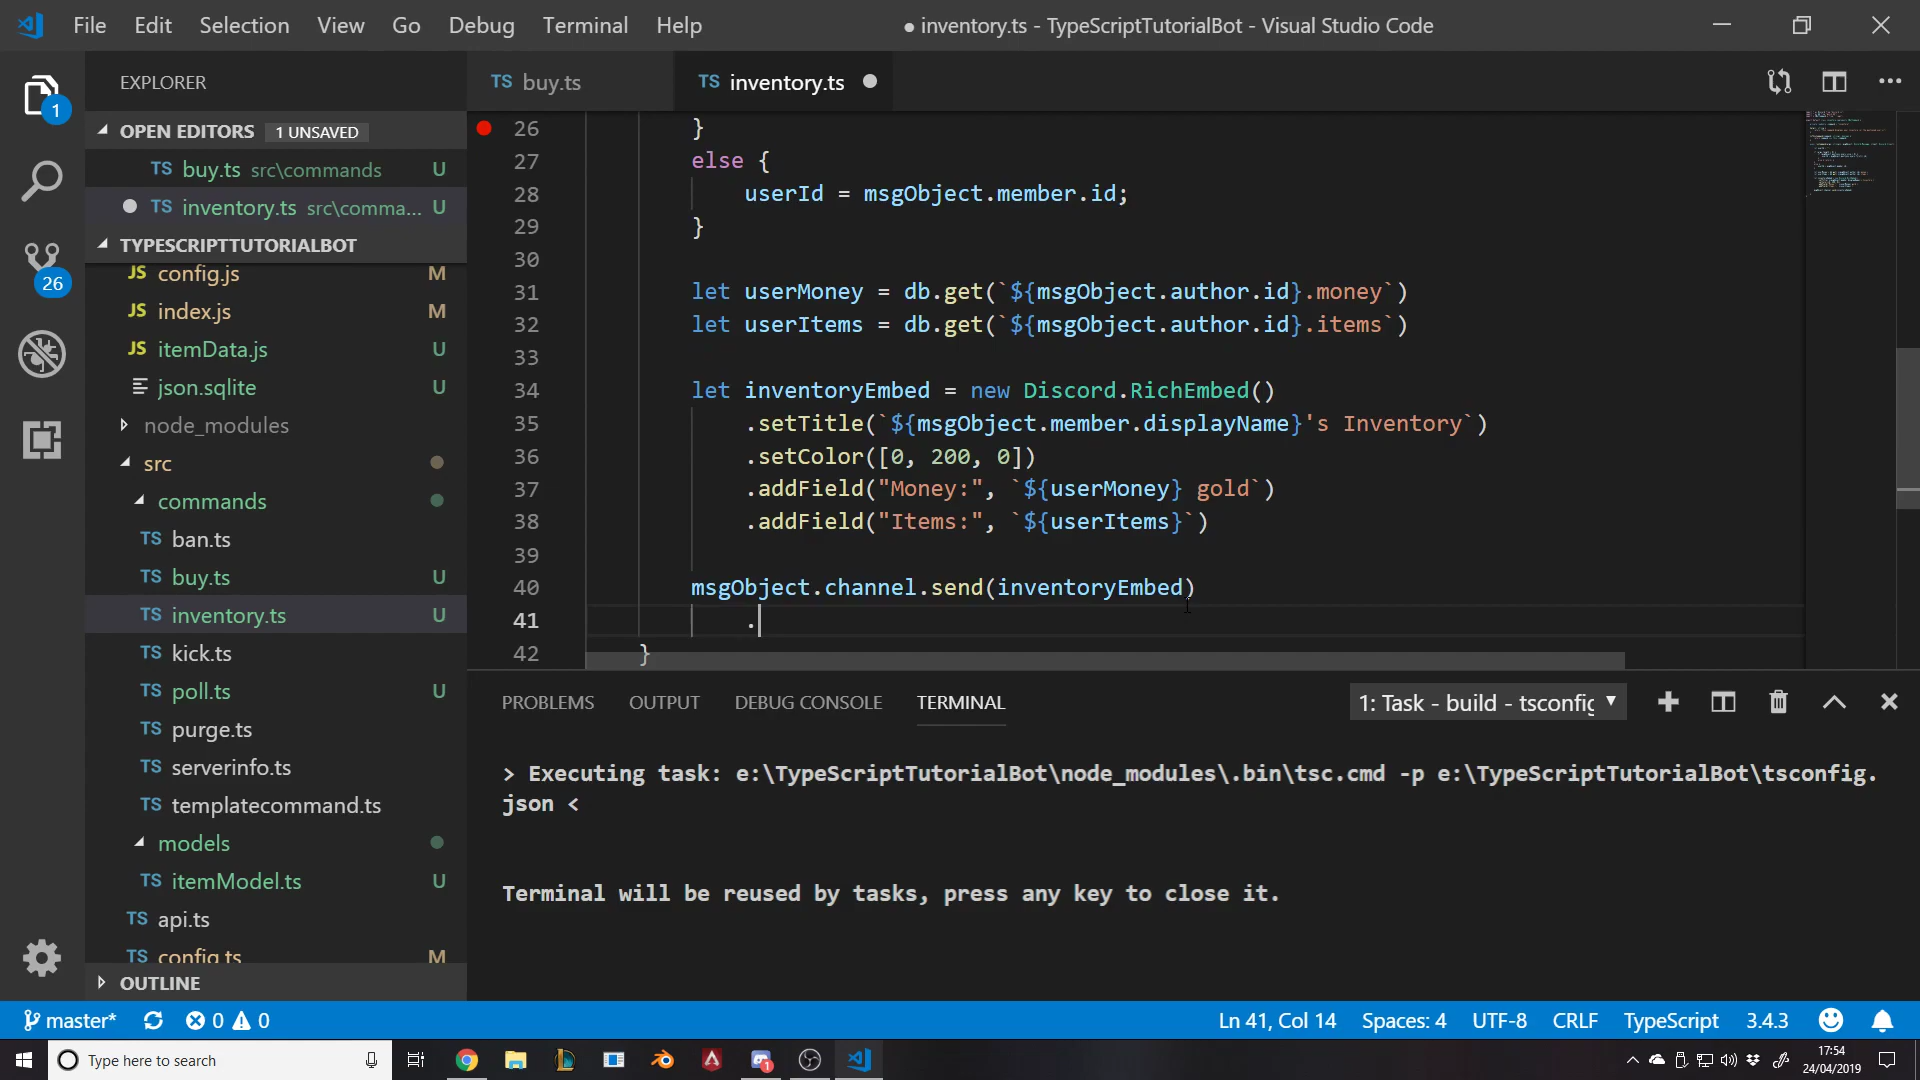 File Edit Selection View Go Debug Terminal Help
● inventory.ts - TypeScriptTutorialBot - Visual Studio Code
EXPLORER
OPEN EDITORS 1 UNSAVED
TS buy.ts src\commands U
TS inventory.ts src\comma... U
TYPESCRIPTTUTORIALBOT
JS config.js M
JS index.js M
JS itemData.js U
json.sqlite U
node_modules
src
commands
TS ban.ts
TS buy.ts U
TS inventory.ts U
TS kick.ts
TS poll.ts U
TS purge.ts
TS serverinfo.ts
TS templatecommand.ts
models
TS itemModel.ts U
TS api.ts
TS config.ts M
OUTLINE
1
26
TS buy.ts
TS inventory.ts
26 }
27 else {
28 userId = msgObject.member.id;
29 }
30
31 let userMoney = db.get(`${msgObject.author.id}.money`)
32 let userItems = db.get(`${msgObject.author.id}.items`)
33
34 let inventoryEmbed = new Discord.RichEmbed()
35 .setTitle(`${msgObject.member.displayName}'s Inventory`)
36 .setColor([0, 200, 0])
37 .addField("Money:", `${userMoney} gold`)
38 .addField("Items:", `${userItems}`)
39
40 msgObject.channel.send(inventoryEmbed)
41 .
42 }
PROBLEMS OUTPUT DEBUG CONSOLE TERMINAL
1: Task - build - tsconfig
> Executing task: e:\TypeScriptTutorialBot\node_modules\.bin\tsc.cmd -p e:\TypeScriptTutorialBot\tsconfig.
json <
Terminal will be reused by tasks, press any key to close it.
master* 0 0
Ln 41, Col 14 Spaces: 4 UTF-8 CRLF TypeScript 3.4.3
Type here to search
1
17:54
24/04/2019